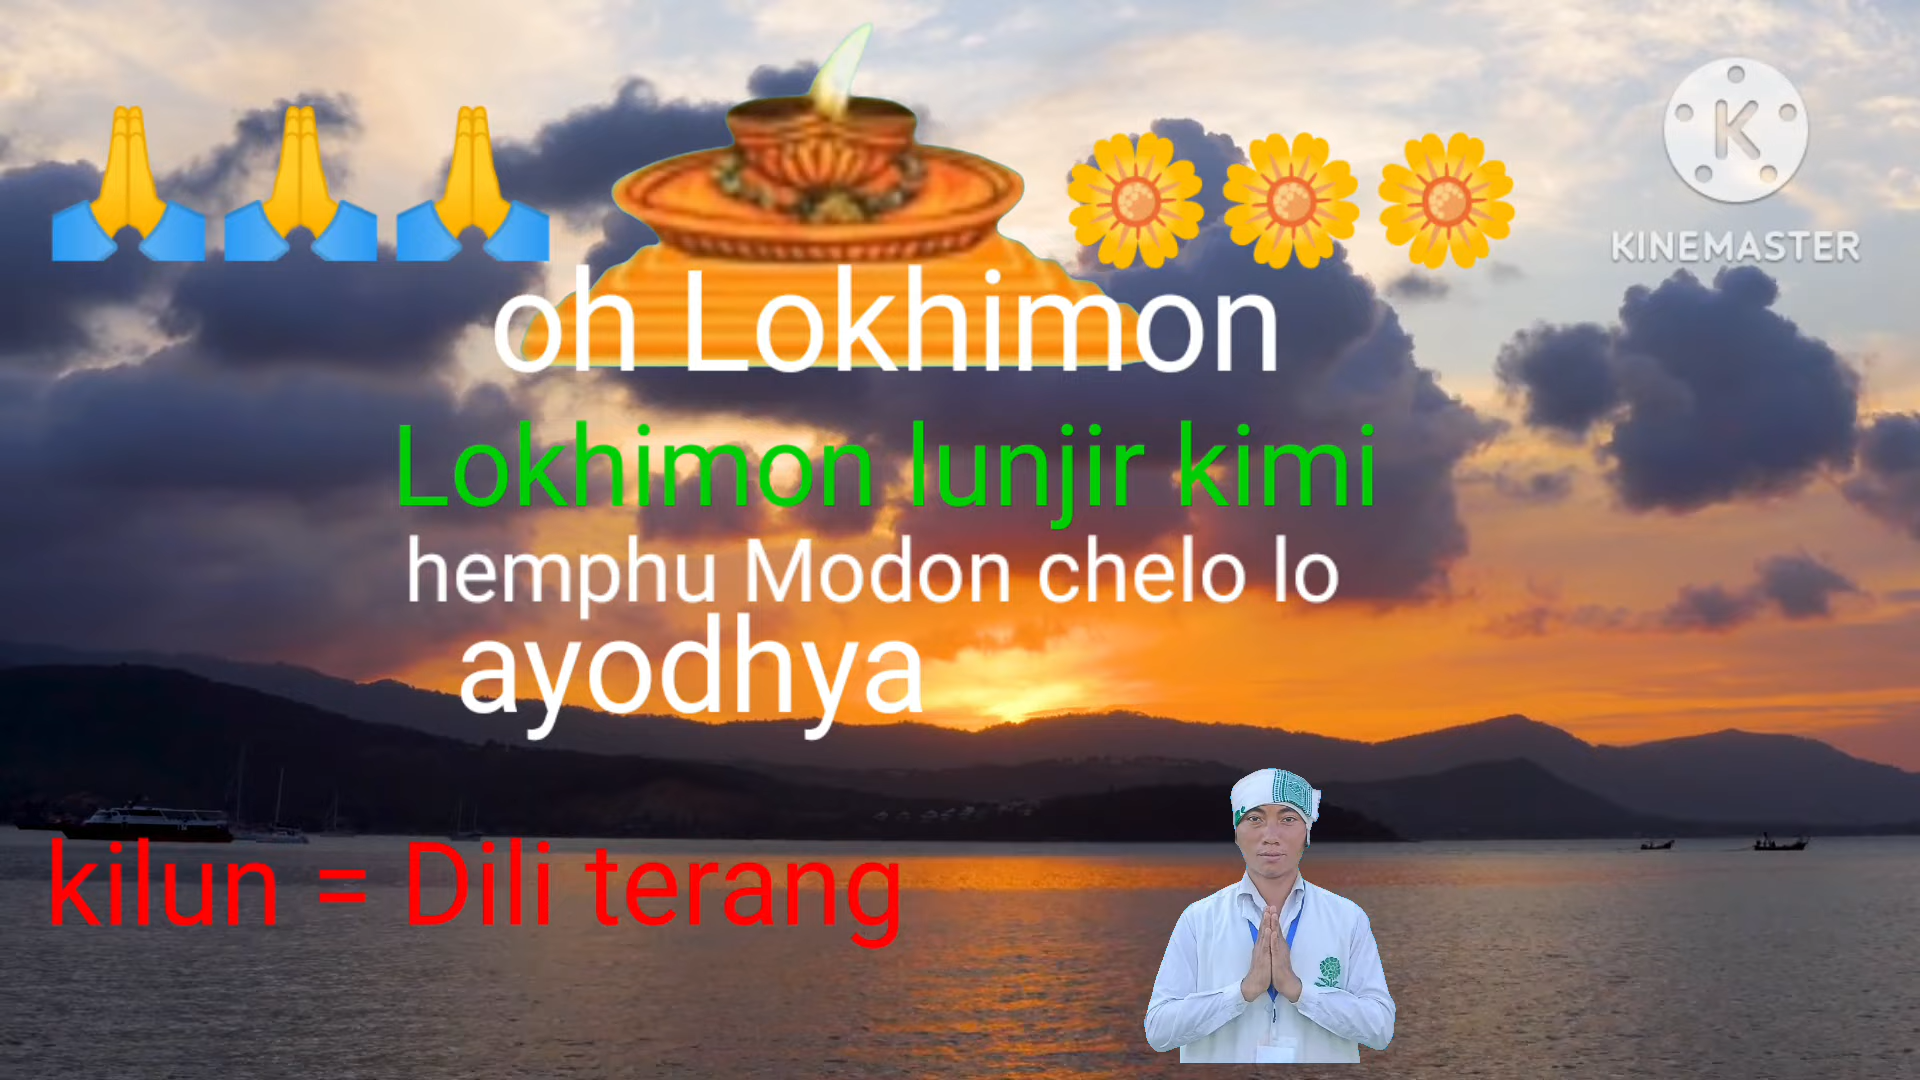 KINEMASTER
oh Lokhimon
Lokhimon lunjir kimi
hemphu Modon chelo lo
ayodhya
kilun = Dili terang